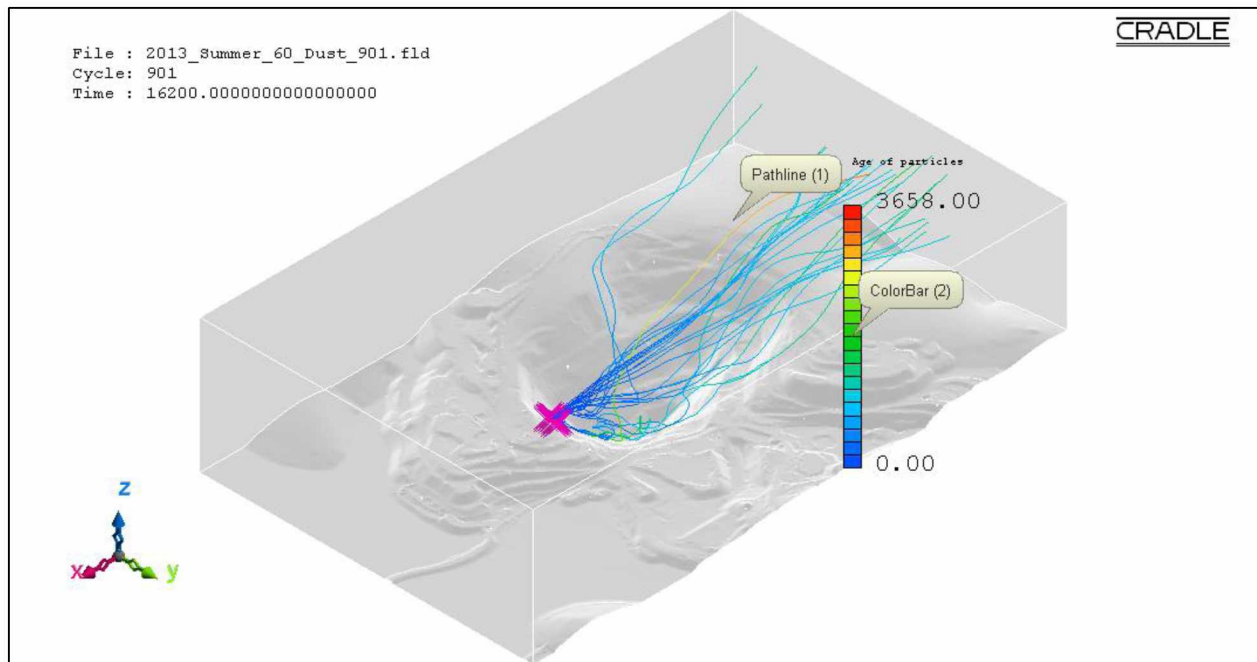 CRADLE
File : 2013_Summer_60_Dust_901.fld
Cycle: 901
Time : 16200.0000000000000000
Age of particles
Pathline (1)
3658.00
ColorBar (2)
0.00
z
x
y